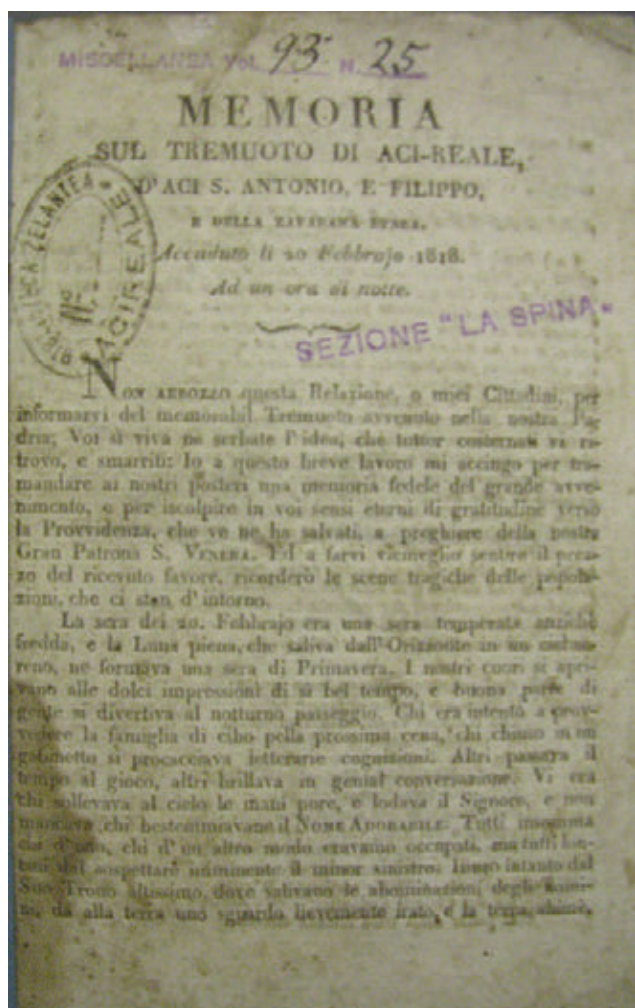 MISCELLANEA Vol. 93 N. 25
MEMORIA
SUL TREMUOTO DI ACI-REALE,
D'ACI S. ANTONIO, E FILIPPO,
E DELLA ZAFARANA ETNEA,
Accaduto li 20 Febbrajo 1818.
Ad un ora di notte.
BIBLIOTECA ZELANTEA
ACIREALE
SEZIONE "LA SPINA"
NON APPOLLO questa Relazione, o miei Cittadini, per
informarvi del memorabil Tremuoto avvenuto nella nostra Pa-
dria; Voi sì viva ne serbate l'idea, che tuttor costernati vi ri-
trovo, e smarriti: Io a questo breve lavoro mi accingo per tra-
mandare ai nostri posteri una memoria fedele del grande avve-
nimento, e per iscolpire in voi sensi eterni di gratitudine verso
la Provvidenza, che ve ne ha salvati, a preghiere della nostra
Gran Patrona S. VENERA. Ed a farvi vie meglio sentire il prez-
zo del ricevuto favore, ricorderò le scene tragiche delle popola-
zioni, che ci stan d'intorno.
La sera dei 20. Febbrajo era una sera temperata anzichè
fredda, e la Luna piena, che saliva dall'Orizzonte in un ciel se-
reno, ne formava una sera di Primavera. I nostri cuori si apri-
vano alle dolci impressioni di sì bel tempo, e buona parte di
gente si divertiva al notturno passeggio. Chi era intento a prov-
vedere la famiglia di cibo pella prossima cena, chi chiuso in un
gabinetto si procacciava letterarie cognizioni. Altri passava il
tempo al gioco, altri brillava in genial conversazione. Vi era
chi sollevava al cielo le mani pure, e lodava il Signore, e non
mancava chi bestemmiavane il NOME ADORABILE. Tutti insomma
chi d'uno, chi d'un altro modo eravamo occupati, ma tutti lon-
tani dal sospettare imminente il minor sinistro. intanto dal
Suo Trono altissimo, dove salivano le abominazioni degli
dà alla terra uno sguardo lievemente irato, e la terra, ahimè,